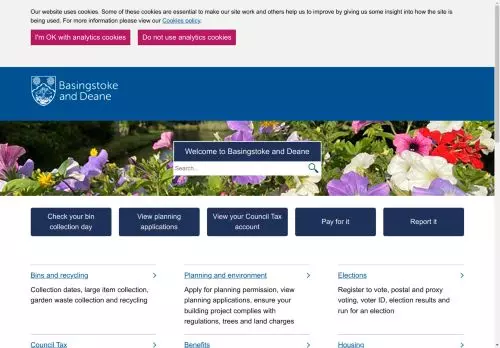 Our website uses cookies. Some of these cookies are essential to make our site work and others help us to improve by giving us some insight into how the site is
being used. For more information please view our Cookies policy.
I'm OK with analytics cookies
Do not use analytics cookies
Basingstoke
and Deane
Welcome to Basingstoke and Deane
Search...
Check your bin
collection day
View planning
applications
View your Council Tax
account
Pay for it
Report it
Bins and recycling
Collection dates, large item collection,
garden waste collection and recycling
Planning and environment
Apply for planning permission, view
planning applications, ensure your
building project complies with
regulations, trees and land charges
Elections
Register to vote, postal and proxy
voting, voter ID, election results and
run for an election
Council Tax
Benefits
Housing